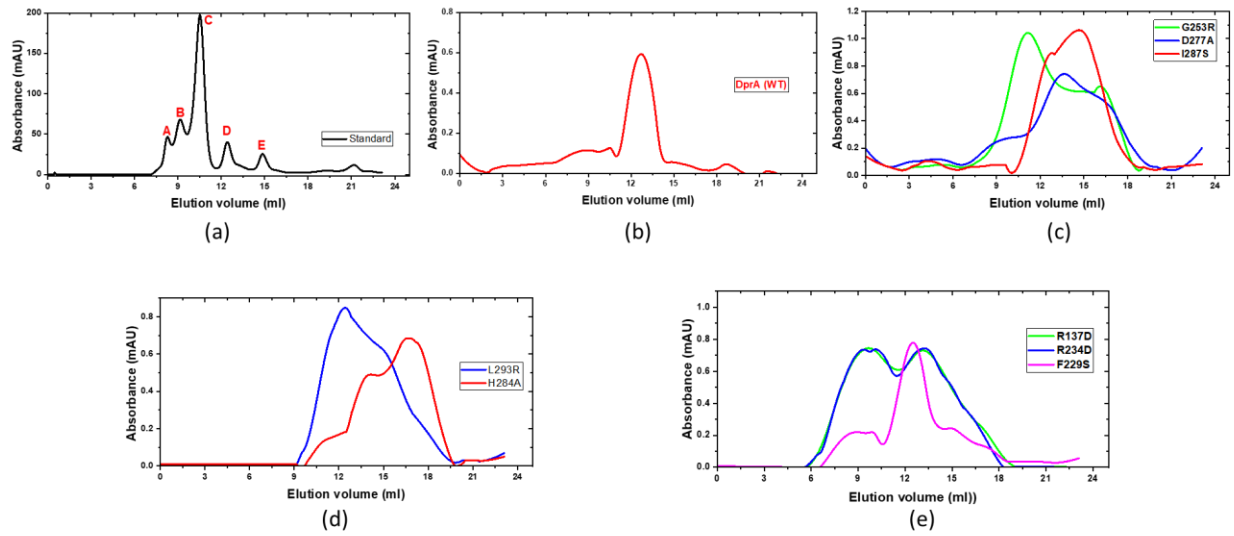 Absorbance (mAU)
200
150
100
50
0
A
B
C
D
E
Standard
0 3 6 9 12 15 18 21 24
Elution volume (ml)
(a)
Absorbance (mAU)
0.8
0.6
0.4
0.2
0.0
DprA (WT)
0 3 6 9 12 15 18 21 24
Elution volume (ml)
(b)
Absorbance (mAU)
1.2
1.0
0.8
0.6
0.4
0.2
0.0
G253R
D277A
I287S
0 3 6 9 12 15 18 21 24
Elution volume (ml)
(c)
Absorbance (mAU)
0.8
0.6
0.4
0.2
0.0
L293R
H284A
0 3 6 9 12 15 18 21 24
Elution volume (ml)
(d)
Absorbance (mAU)
1.0
0.8
0.6
0.4
0.2
0.0
R137D
R234D
F229S
0 3 6 9 12 15 18 21 24
Elution volume (ml))
(e)